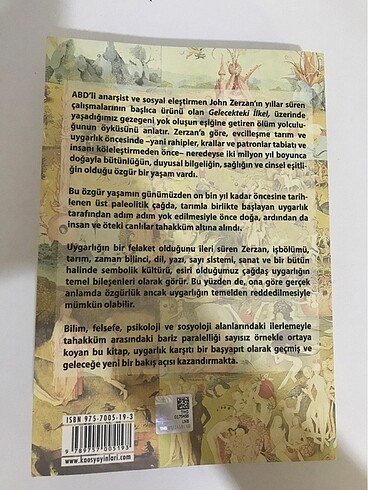 ABD'li anarşist ve sosyal eleştirmen John Zerzan'ın yıllar süren
çalışmalarının başlıca ürünü olan Gelecekteki İlkel, üzerinde
yaşadığımız gezegeni yok oluşun eşiğine getiren ölüm yolculu-
ğunun öyküsünü anlatır. Zerzan'a göre, evcilleşme tarım ve
uygarlık öncesinde –yani rahipler, krallar ve patronlar tabiatı ve
insanı köleleştirmeden önce– neredeyse iki milyon yıl boyunca
doğayla bütünlüğün, duyusal bilgeliğin, sağlığın ve cinsel eşitli-
ğin olduğu özgür bir yaşam vardı.
Bu özgür yaşamın günümüzden on bin yıl kadar öncesine tarih-
lenen üst paleolitik çağda, tarımla birlikte başlayan uygarlık
tarafından adım adım yok edilmesiyle önce doğa, ardından da
insan ve öteki canlılar tahakküm altına alındı.
Uygarlığın bir felaket olduğunu ileri süren Zerzan, işbölümü,
tarım, zaman bilinci, dil, yazı, sayı sistemi, sanat ve bir bütün
halinde sembolik kültürü, esiri olduğumuz çağdaş uygarlığın
temel bileşenleri olarak görür. Bu yüzden de, ona göre gerçek
anlamda özgürlük ancak uygarlığın temelden reddedilmesiyle
mümkün olabilir.
Bilim, felsefe, psikoloji ve sosyoloji alanlarındaki ilerlemeyle
tahakküm arasındaki bariz paralelliği sayısız örnekle ortaya
koyan bu kitap, uygarlık karşıtı bir başyapıt olarak geçmiş ve
geleceğe yeni bir bakış açısı kazandırmakta.
ISBN 975-7005-19-3
9 789757 005193
www.kaosyayinlari.com